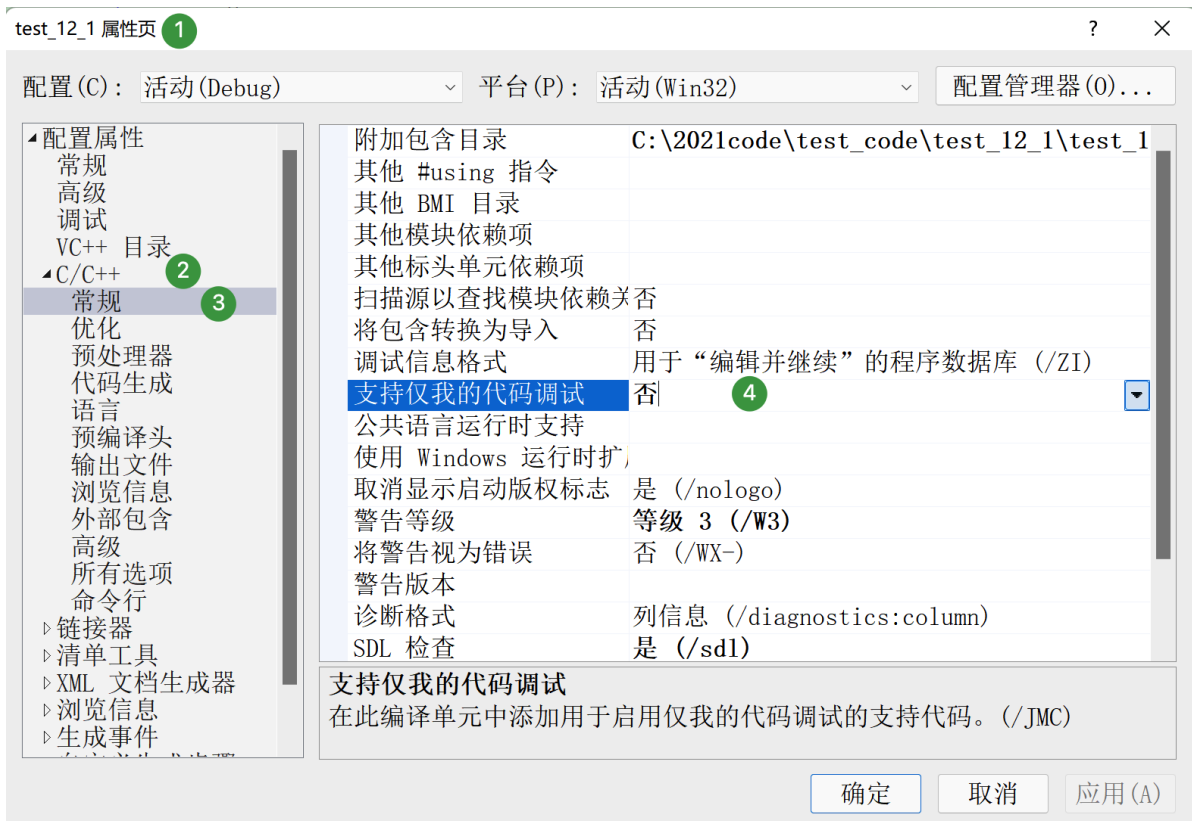 test_12_1 属性页 1
? ×
配置(C): 活动(Debug) 平台(P): 活动(Win32) 配置管理器(O)...
配置属性
常规
高级
调试
VC++ 目录
C/C++ 2
常规 3
优化
预处理器
代码生成
语言
预编译头
输出文件
浏览信息
外部包含
高级
所有选项
命令行
链接器
清单工具
XML 文档生成器
浏览信息
生成事件
附加包含目录 C:\2021code\test_code\test_12_1\test_1
其他 #using 指令
其他 BMI 目录
其他模块依赖项
其他标头单元依赖项
扫描源以查找模块依赖关 否
将包含转换为导入 否
调试信息格式 用于“编辑并继续”的程序数据库 (/ZI)
支持仅我的代码调试 否 4
公共语言运行时支持
使用 Windows 运行时扩
取消显示启动版权标志 是 (/nologo)
警告等级 等级 3 (/W3)
将警告视为错误 否 (/WX-)
警告版本
诊断格式 列信息 (/diagnostics:column)
SDL 检查 是 (/sdl)
支持仅我的代码调试
在此编译单元中添加用于启用仅我的代码调试的支持代码。(/JMC)
确定 取消 应用(A)